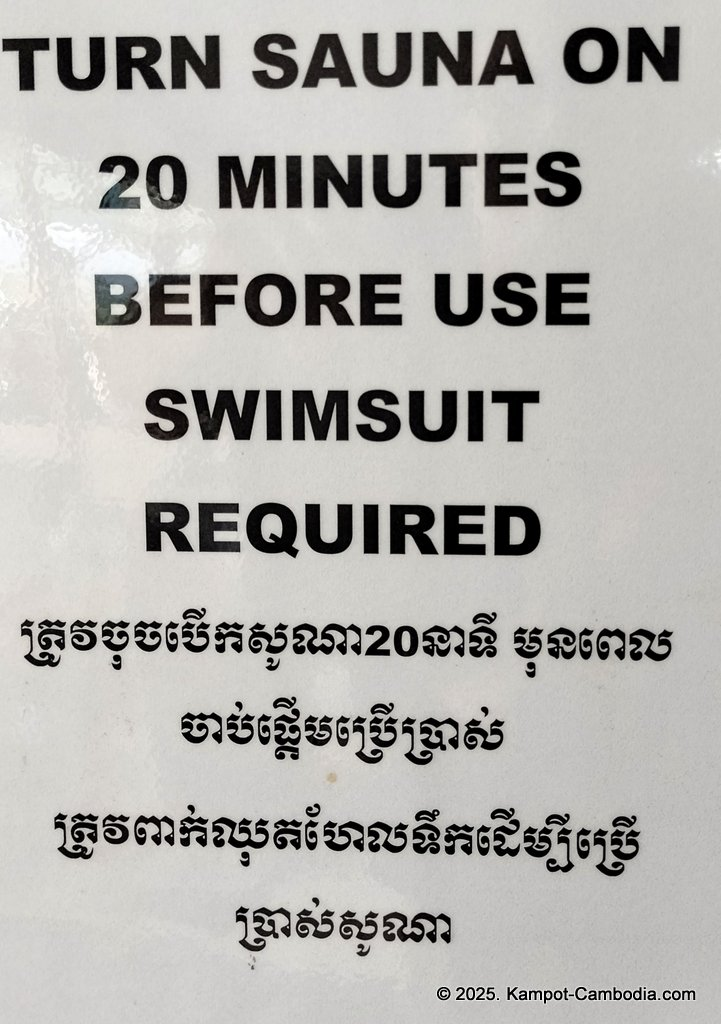 TURN SAUNA ON
20 MINUTES
BEFORE USE
SWIMSUIT
REQUIRED
ត្រូវចុចបើកសូណា20នាទី មុនពេល
ចាប់ផ្តើមប្រើប្រាស់
ត្រូវពាក់ឈុតហែលទឹកដើម្បីប្រើ
ប្រាស់សូណា
© 2025. Kampot-Cambodia.com